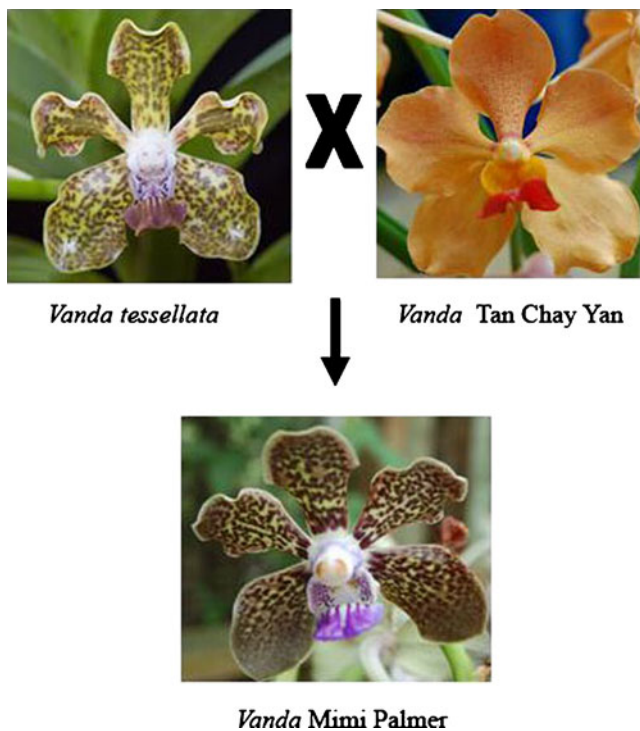 X
Vanda tessellata
Vanda Tan Chay Yan
Vanda Mimi Palmer